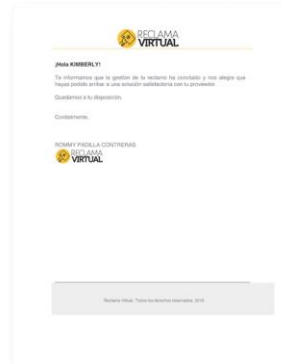 RECLAMA
VIRTUAL
¡Hola KIMBERLY!
Te informamos que la gestión de tu reclamo ha concluido y nos alegra que
hayas podido arribar a una solución satisfactoria con tu proveedor.
Quedamos a tu disposición.
Cordialmente,
ROMMY PADILLA CONTRERAS
RECLAMA
VIRTUAL
Reclama Virtual. Todos los derechos reservados. 2018